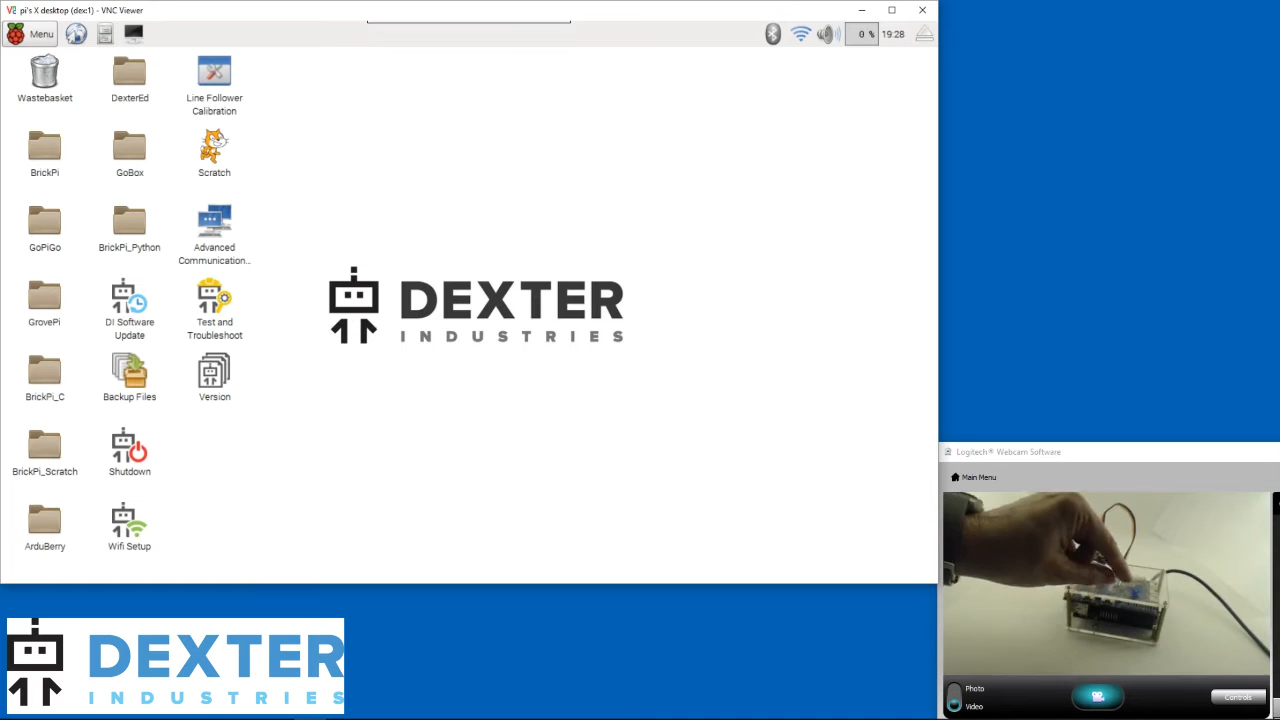 pi's X desktop (dex:1) - VNC Viewer
Menu
0 %
19:28
Wastebasket
DexterEd
Line Follower
Calibration
BrickPi
GoBox
Scratch
GoPiGo
BrickPi_Python
Advanced
Communication...
GrovePi
DI Software
Update
Test and
Troubleshoot
BrickPi_C
Backup Files
Version
BrickPi_Scratch
Shutdown
ArduBerry
Wifi Setup
DEXTER
INDUSTRIES
Logitech® Webcam Software
Main Menu
Photo
Video
Controls
DEXTER
INDUSTRIES